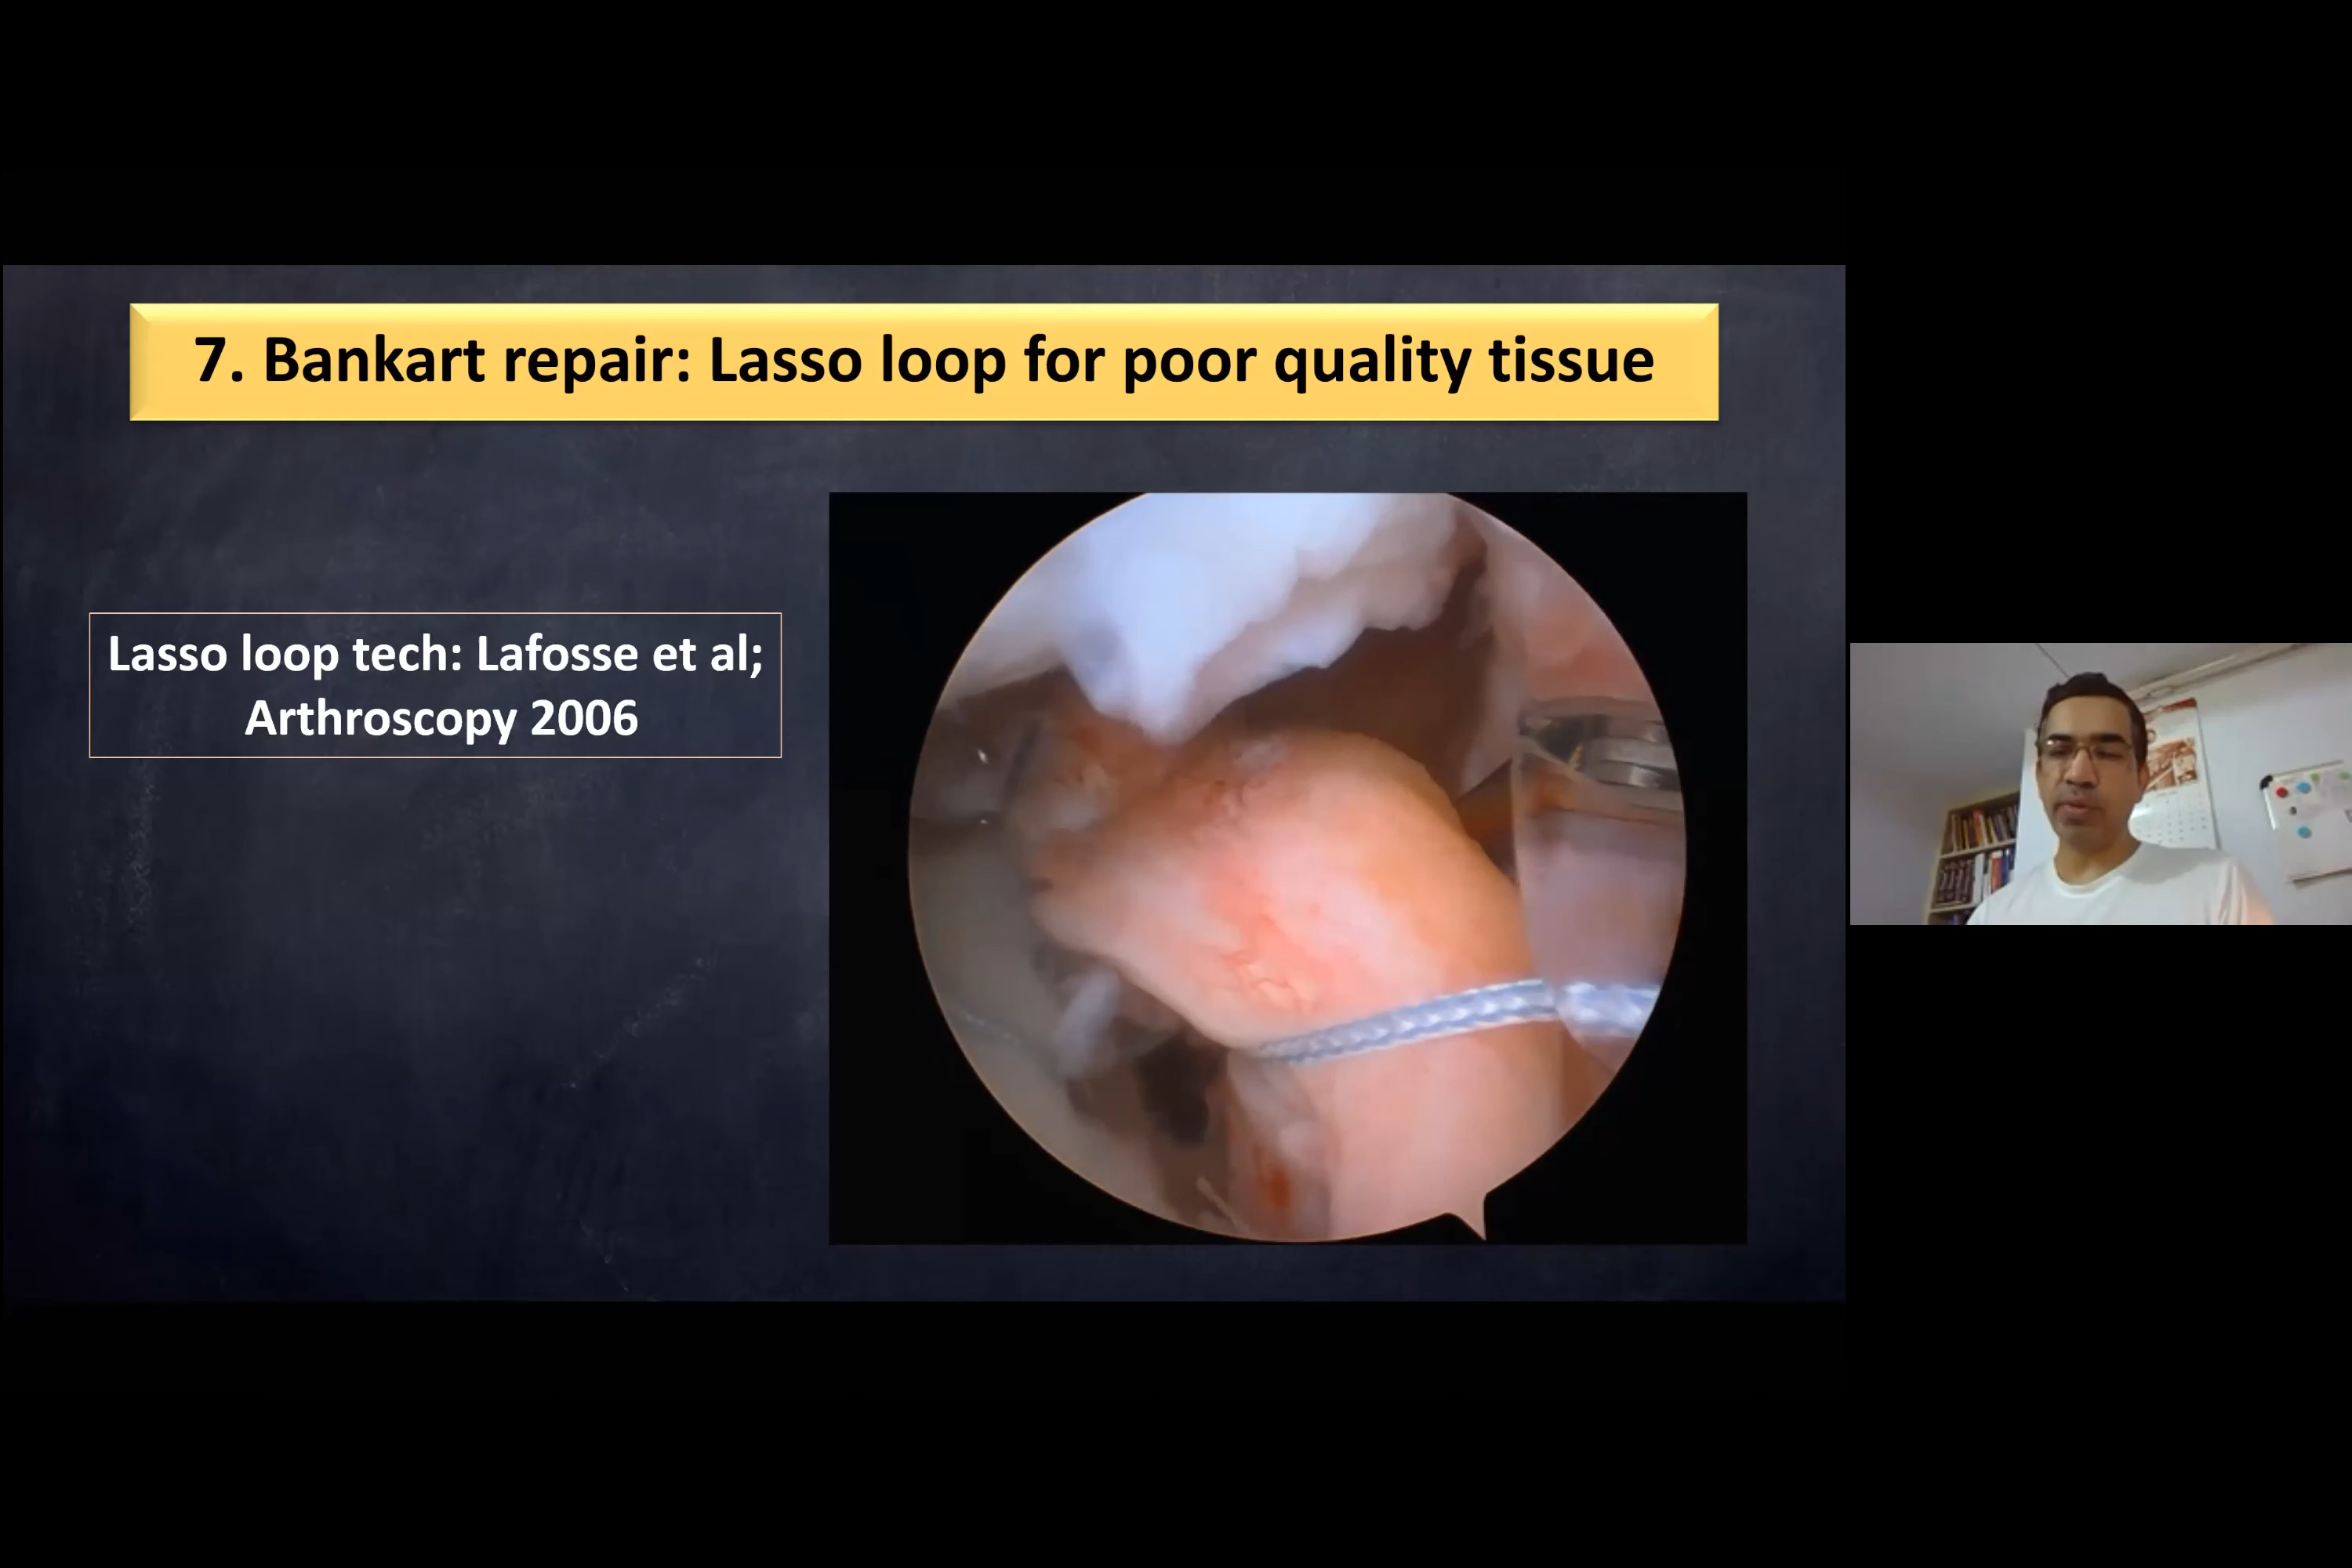 7. Bankart repair: Lasso loop for poor quality tissue
Lasso loop tech: Lafosse et al;
Arthroscopy 2006